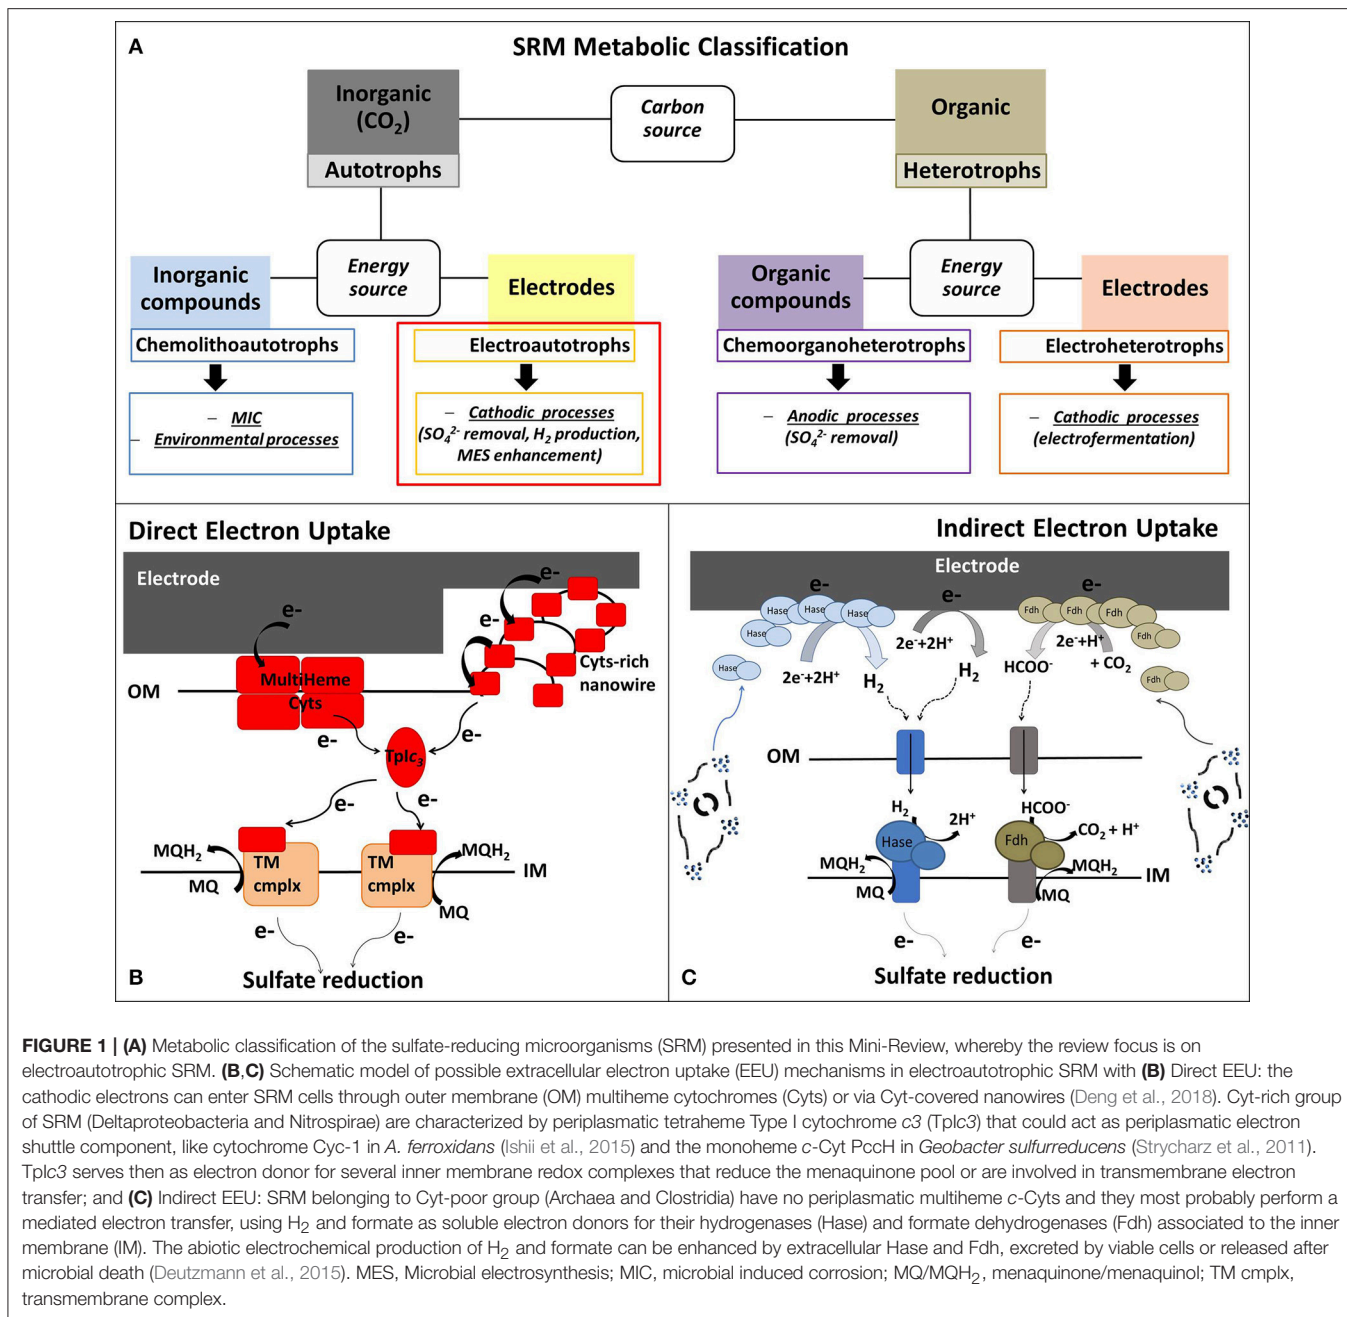 A
SRM Metabolic Classification
Inorganic
(CO2)
Autotrophs
Carbon
source
Organic
Heterotrophs
Inorganic
compounds
Energy
source
Electrodes
Organic
compounds
Energy
source
Electrodes
Chemolithoautotrophs
Electroautotrophs
Chemoorganoheterotrophs
Electroheterotrophs
– MIC
– Environmental processes
– Cathodic processes
(SO4 2- removal, H2 production,
MES enhancement)
– Anodic processes
(SO4 2- removal)
– Cathodic processes
(electrofermentation)
Direct Electron Uptake
Electrode
e-
e-
MultiHeme
Cyts
OM
Cyts-rich
nanowire
e-
e-
Tplc3
e-
e-
MQH2
MQ
TM
cmplx
TM
cmplx
MQH2
MQ
IM
e-
e-
Sulfate reduction
B
Indirect Electron Uptake
Electrode
e-
e-
e-
Hase
Hase
Hase
Hase
Hase
Fdh
Fdh
Fdh
Fdh
Fdh
2e-+2H+
H2
2e-+2H+
H2
HCOO-
2e-+H+
+ CO2
OM
H2
2H+
Hase
HCOO-
CO2 + H+
Fdh
MQH2
MQ
MQH2
MQ
IM
e-
e-
Sulfate reduction
C
FIGURE 1 | (A) Metabolic classification of the sulfate-reducing microorganisms (SRM) presented in this Mini-Review, whereby the review focus is on
electroautotrophic SRM. (B,C) Schematic model of possible extracellular electron uptake (EEU) mechanisms in electroautotrophic SRM with (B) Direct EEU: the
cathodic electrons can enter SRM cells through outer membrane (OM) multiheme cytochromes (Cyts) or via Cyt-covered nanowires (Deng et al., 2018). Cyt-rich group
of SRM (Deltaproteobacteria and Nitrospirae) are characterized by periplasmatic tetraheme Type I cytochrome c3 (TpIc3) that could act as periplasmatic electron
shuttle component, like cytochrome Cyc-1 in A. ferroxidans (Ishii et al., 2015) and the monoheme c-Cyt PccH in Geobacter sulfurreducens (Strycharz et al., 2011).
TpIc3 serves then as electron donor for several inner membrane redox complexes that reduce the menaquinone pool or are involved in transmembrane electron
transfer; and (C) Indirect EEU: SRM belonging to Cyt-poor group (Archaea and Clostridia) have no periplasmatic multiheme c-Cyts and they most probably perform a
mediated electron transfer, using H2 and formate as soluble electron donors for their hydrogenases (Hase) and formate dehydrogenases (Fdh) associated to the inner
membrane (IM). The abiotic electrochemical production of H2 and formate can be enhanced by extracellular Hase and Fdh, excreted by viable cells or released after
microbial death (Deutzmann et al., 2015). MES, Microbial electrosynthesis; MIC, microbial induced corrosion; MQ/MQH2, menaquinone/menaquinol; TM cmplx,
transmembrane complex.